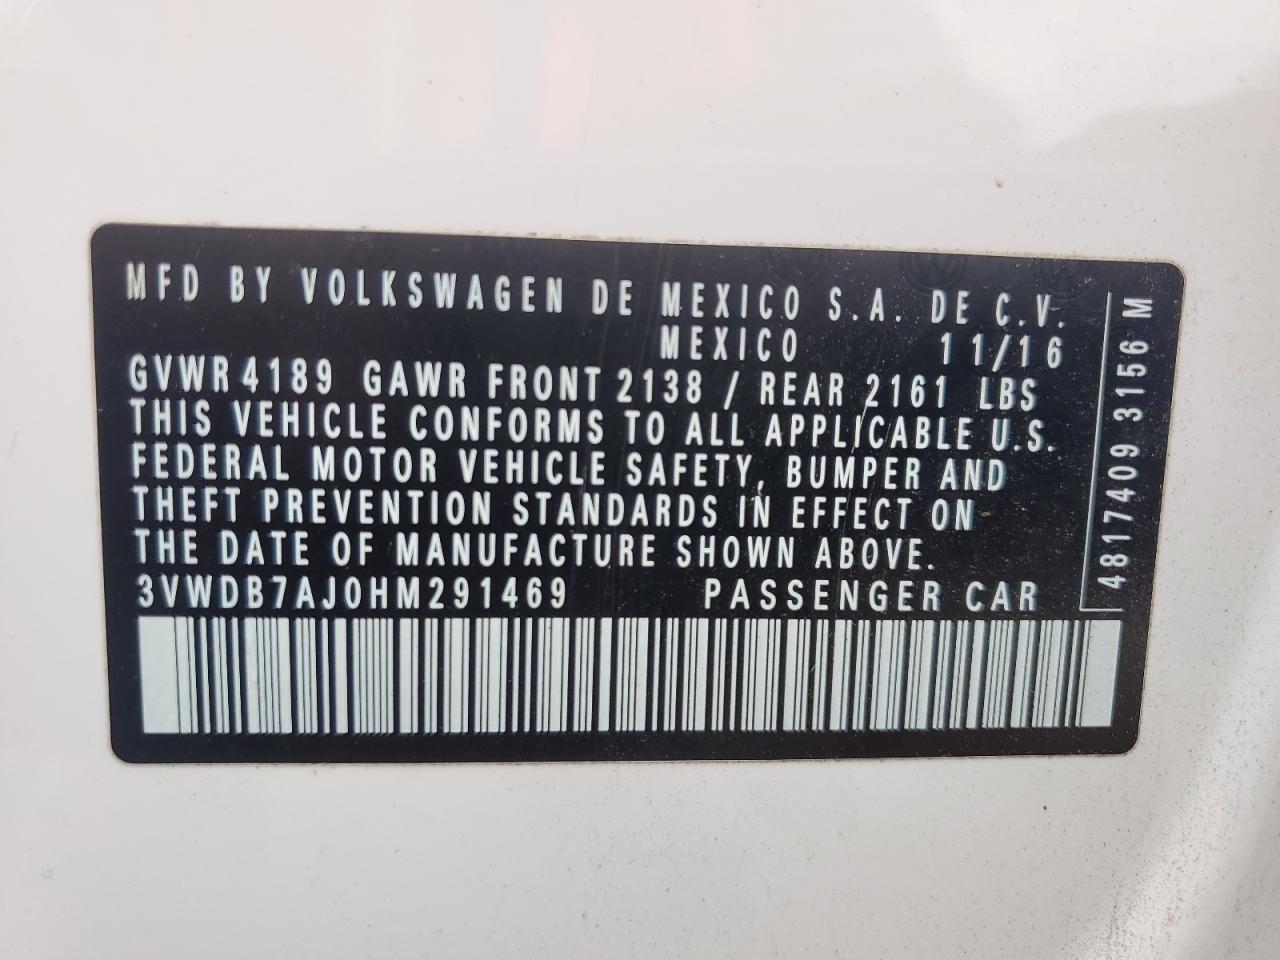 MFD BY VOLKSWAGEN DE MEXICO S.A. DE C.V.
MEXICO 11/16
GVWR 4189 GAWR FRONT 2138 / REAR 2161 LBS
THIS VEHICLE CONFORMS TO ALL APPLICABLE U.S.
FEDERAL MOTOR VEHICLE SAFETY, BUMPER AND
THEFT PREVENTION STANDARDS IN EFFECT ON
THE DATE OF MANUFACTURE SHOWN ABOVE.
3VWDB7AJ0HM291469 PASSENGER CAR
4817409 3156 M